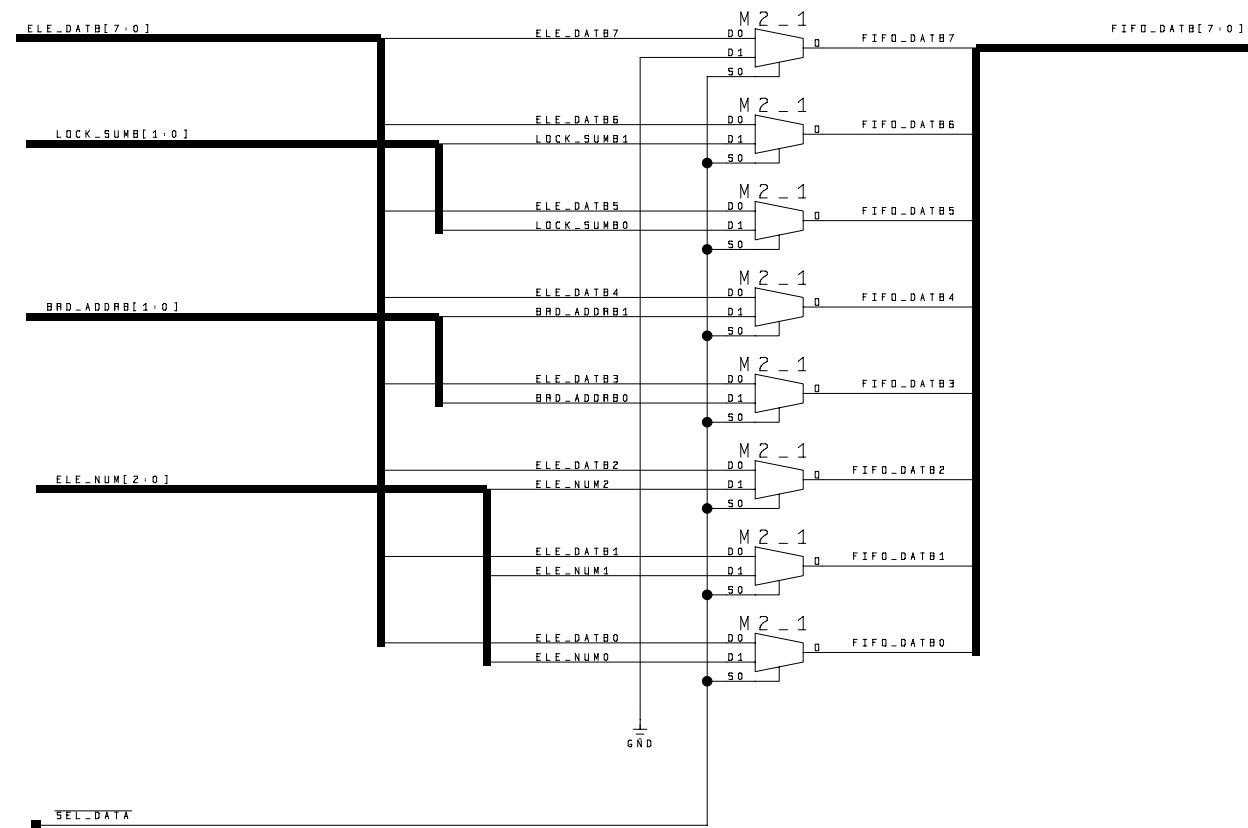 ELE_DATB[7:0]
M2_1
FIFO_DATB[7:0]
ELE_DATB7
D0
D1
S0
O
FIFO_DATB7
M2_1
LOCK_SUMB[1:0]
ELE_DATB6
LOCK_SUMB1
D0
D1
S0
O
FIFO_DATB6
M2_1
ELE_DATB5
LOCK_SUMB0
D0
D1
S0
O
FIFO_DATB5
M2_1
BRD_ADDRB[1:0]
ELE_DATB4
BRD_ADDRB1
D0
D1
S0
O
FIFO_DATB4
M2_1
ELE_DATB3
BRD_ADDRB0
D0
D1
S0
O
FIFO_DATB3
M2_1
ELE_NUM[2:0]
ELE_DATB2
ELE_NUM2
D0
D1
S0
O
FIFO_DATB2
M2_1
ELE_DATB1
ELE_NUM1
D0
D1
S0
O
FIFO_DATB1
M2_1
ELE_DATB0
ELE_NUM0
D0
D1
S0
O
FIFO_DATB0
GND
SEL_DATA